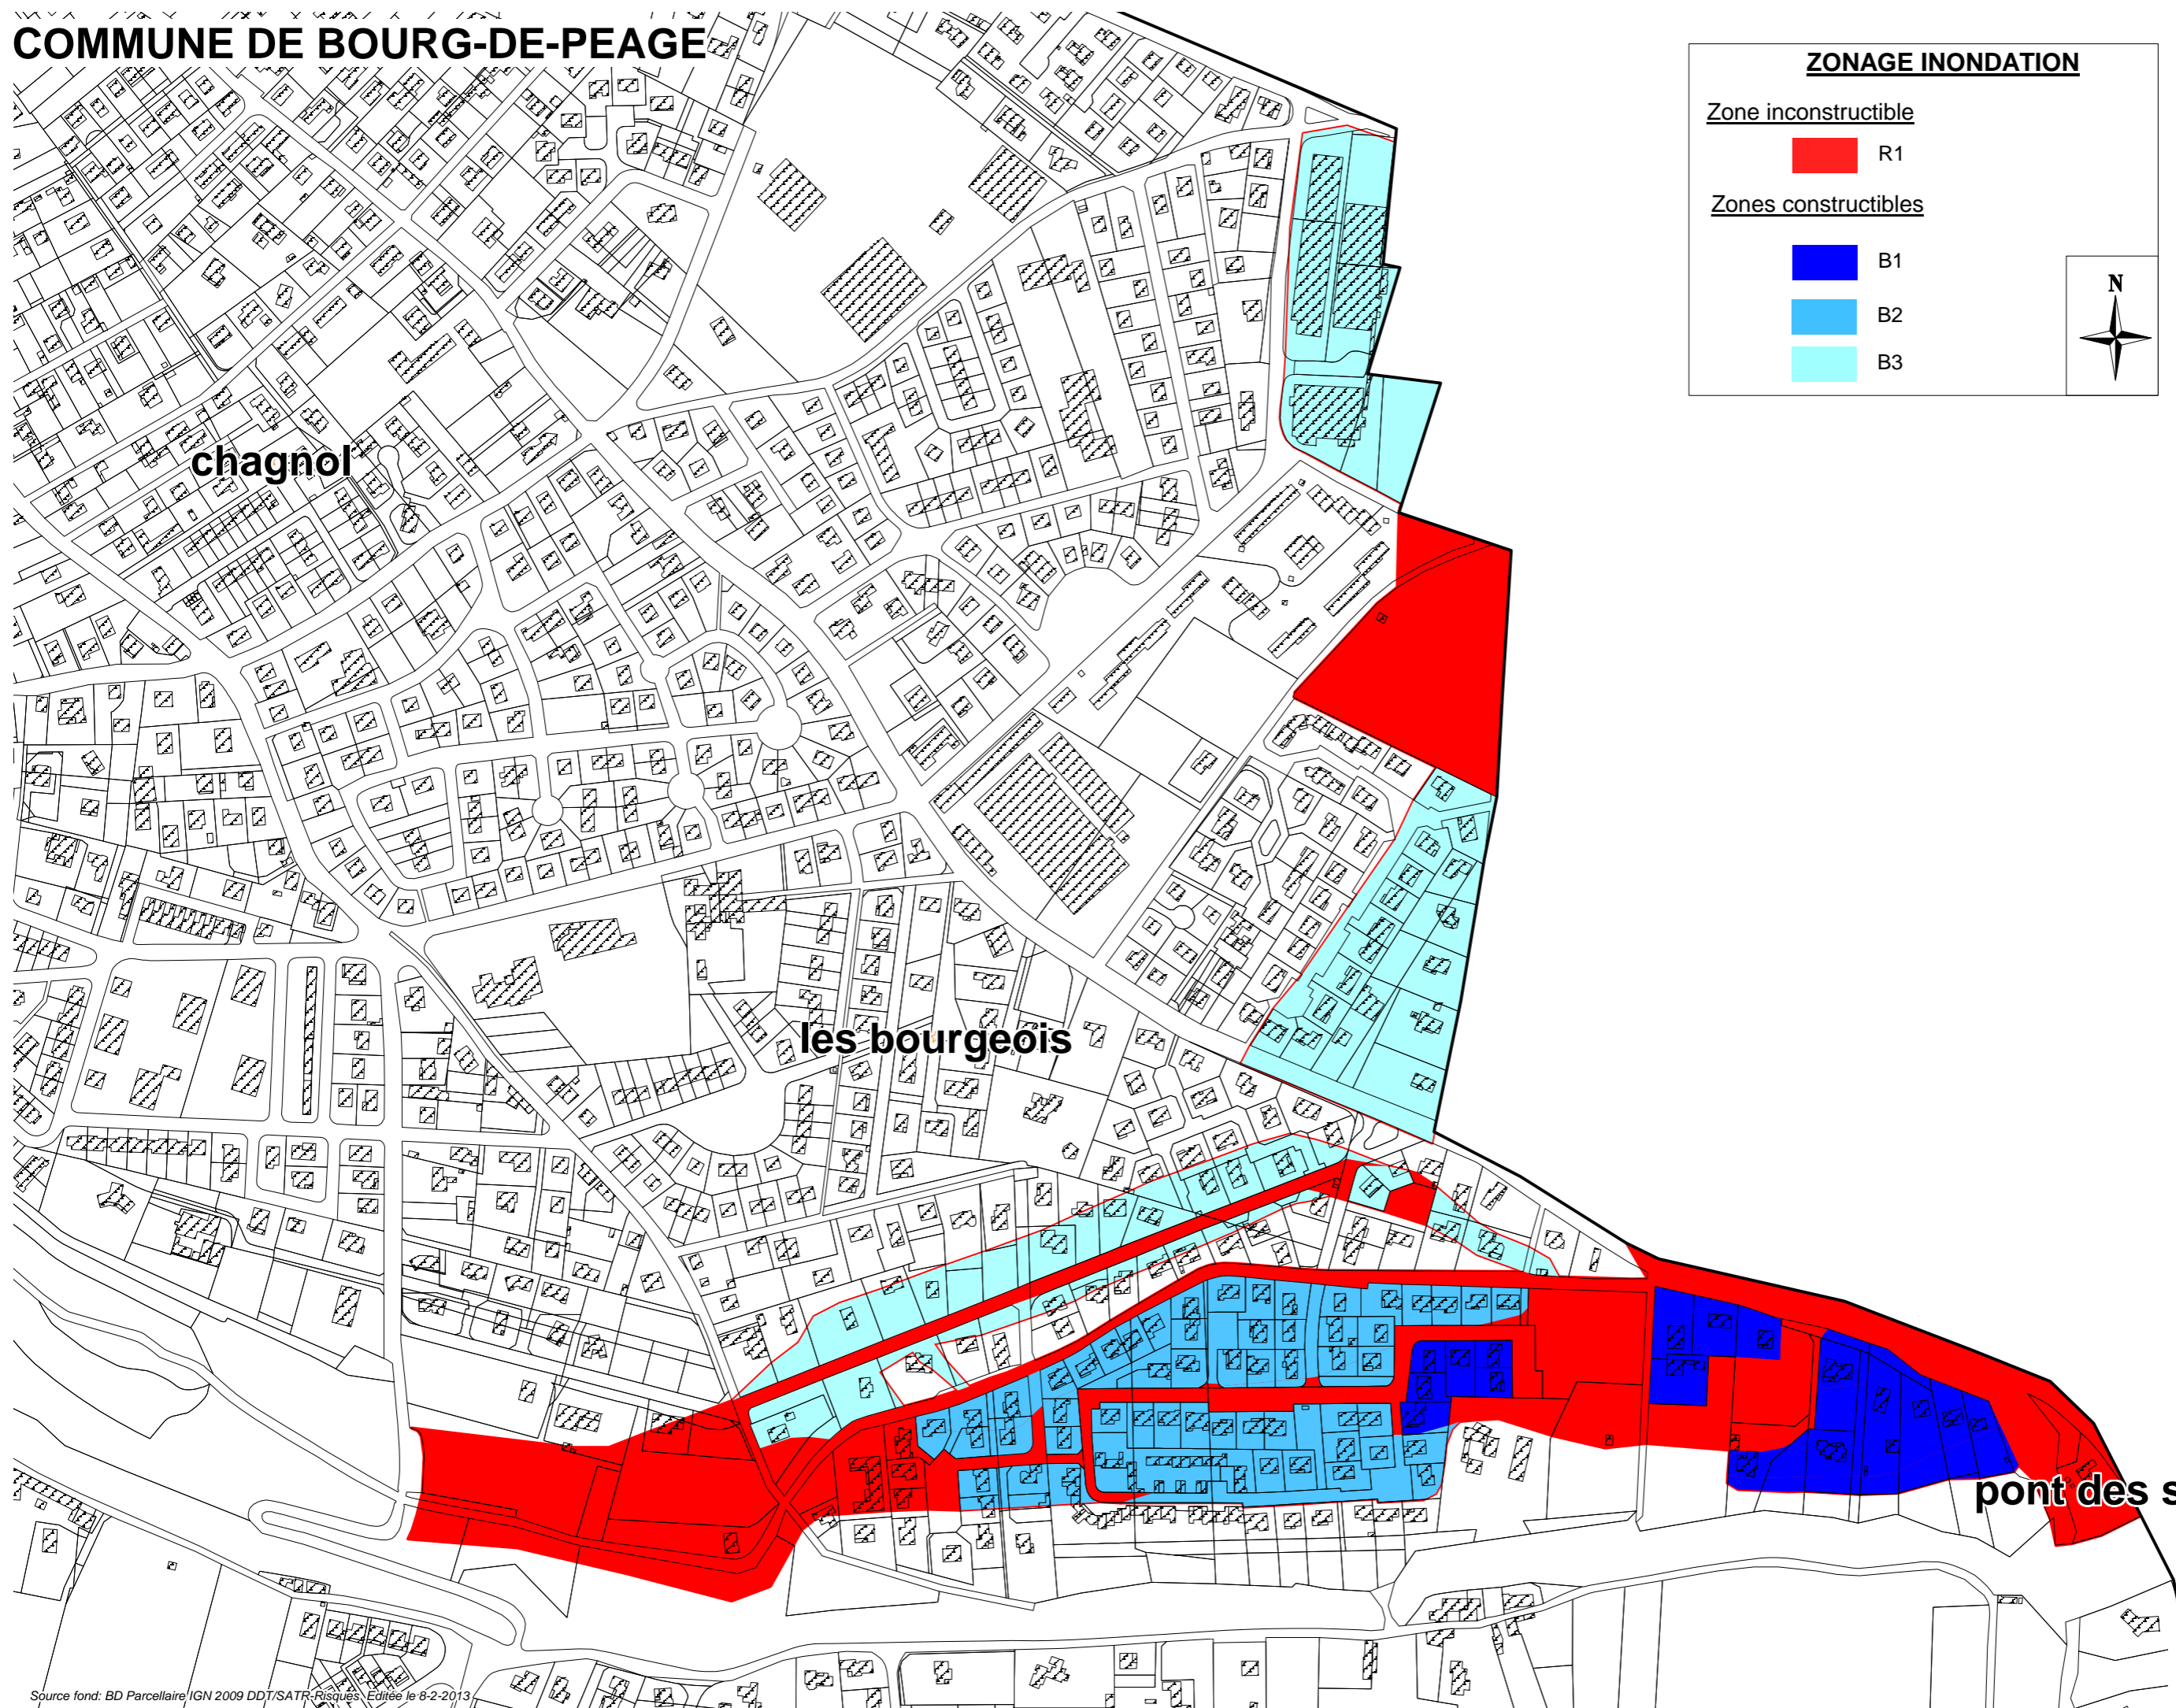 COMMUNE DE BOURG-DE-PEAGE
ZONAGE INONDATION
Zone inconstructible
R1
Zones constructibles
B1
B2
B3
N
chagnol
les bourgeois
pont des s
Source fond: BD Parcellaire IGN 2009 DDT/SATR-Risques. Editée le 8-2-2013